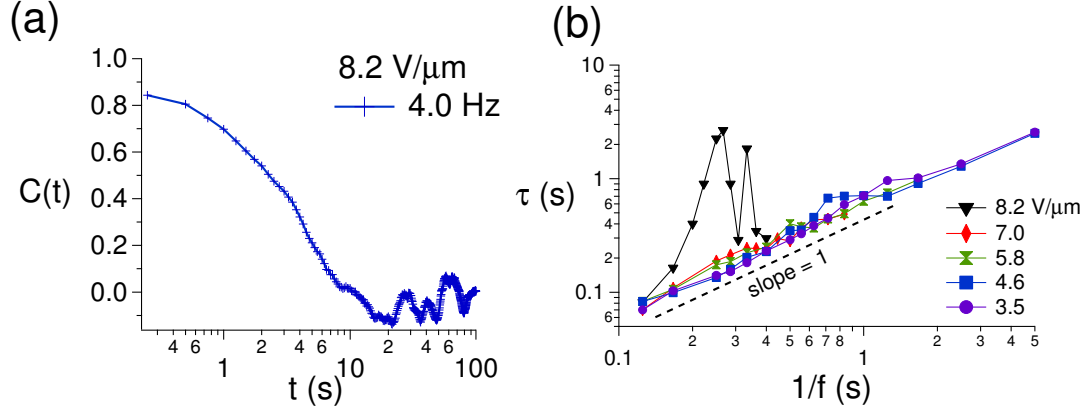 (a)
1.0
0.8
0.6
0.4
0.2
0.0
C(t)
8.2 V/µm
4.0 Hz
4 6 1 2 4 6 10 2 4 6 100
t (s)
(b)
10
6
4
2
1
6
4
2
0.1
6
τ (s)
slope = 1
8.2 V/µm
7.0
5.8
4.6
3.5
0.1 2 3 4 5 6 7 8 1 2 3 4 5
1/f (s)